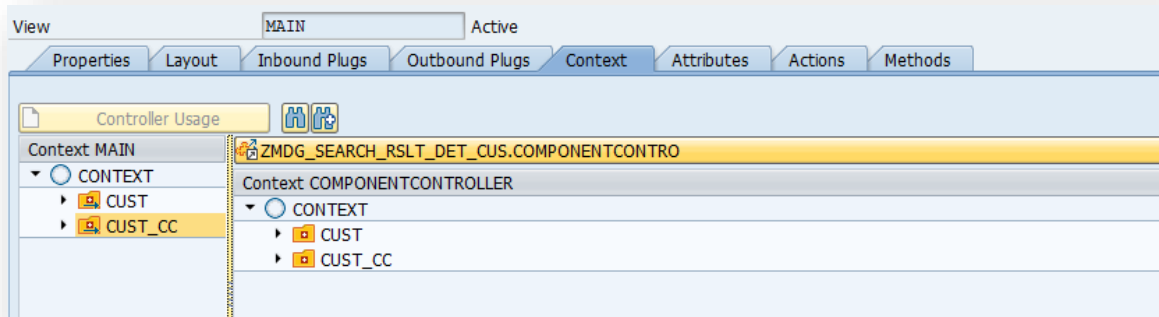 View MAIN Active
Properties Layout Inbound Plugs Outbound Plugs Context Attributes Actions Methods
Controller Usage
Context MAIN
CONTEXT
CUST
CUST_CC
ZMDG_SEARCH_RSLT_DET_CUS.COMPONENTCONTRO
Context COMPONENTCONTROLLER
CONTEXT
CUST
CUST_CC